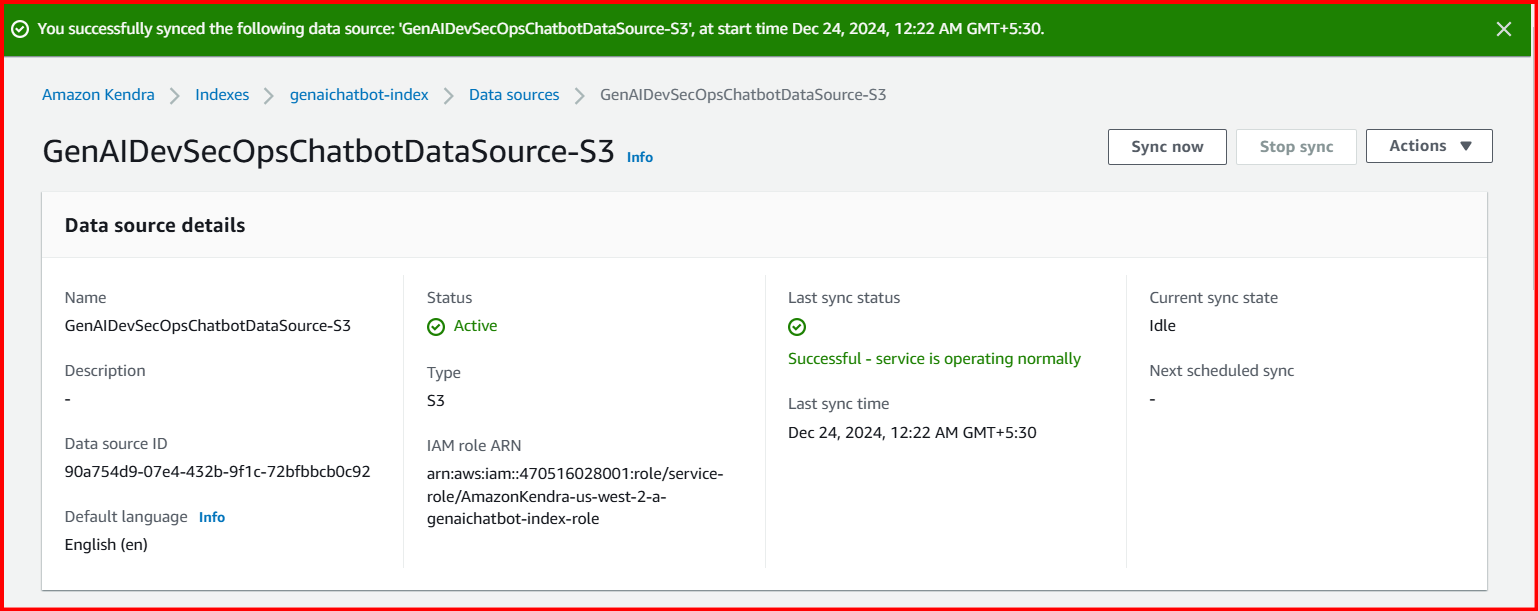 You successfully synced the following data source: 'GenAIDevSecOpsChatbotDataSource-S3', at start time Dec 24, 2024, 12:22 AM GMT+5:30.
Amazon Kendra > Indexes > genaichatbot-index > Data sources > GenAIDevSecOpsChatbotDataSource-S3
GenAIDevSecOpsChatbotDataSource-S3 Info
Sync now
Stop sync
Actions ▼
Data source details
Name
GenAIDevSecOpsChatbotDataSource-S3
Description
-
Data source ID
90a754d9-07e4-432b-9f1c-72bfbbcb0c92
Default language Info
English (en)
Status
Active
Type
S3
IAM role ARN
arn:aws:iam::470516028001:role/service-
role/AmazonKendra-us-west-2-a-
genaichatbot-index-role
Last sync status
Successful - service is operating normally
Last sync time
Dec 24, 2024, 12:22 AM GMT+5:30
Current sync state
Idle
Next scheduled sync
-